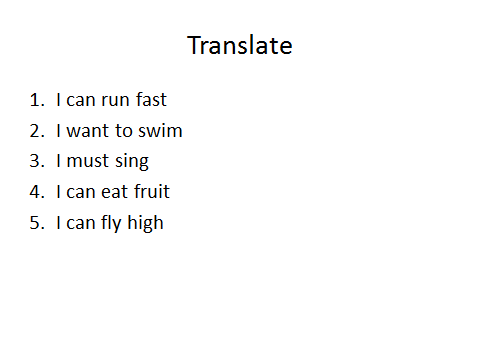 Translate
1. I can run fast
2. I want to swim
3. I must sing
4. I can eat fruit
5. I can fly high